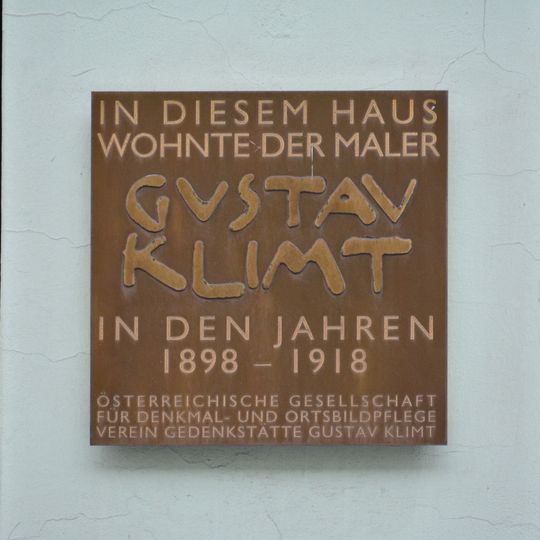 IN DIESEM HAUS
WOHNTE DER MALER
GUSTAV
KLIMT
IN DEN JAHREN
1898 – 1918
ÖSTERREICHISCHE GESELLSCHAFT
FÜR DENKMAL- UND ORTSBILDPFLEGE
VEREIN GEDENKSTÄTTE GUSTAV KLIMT